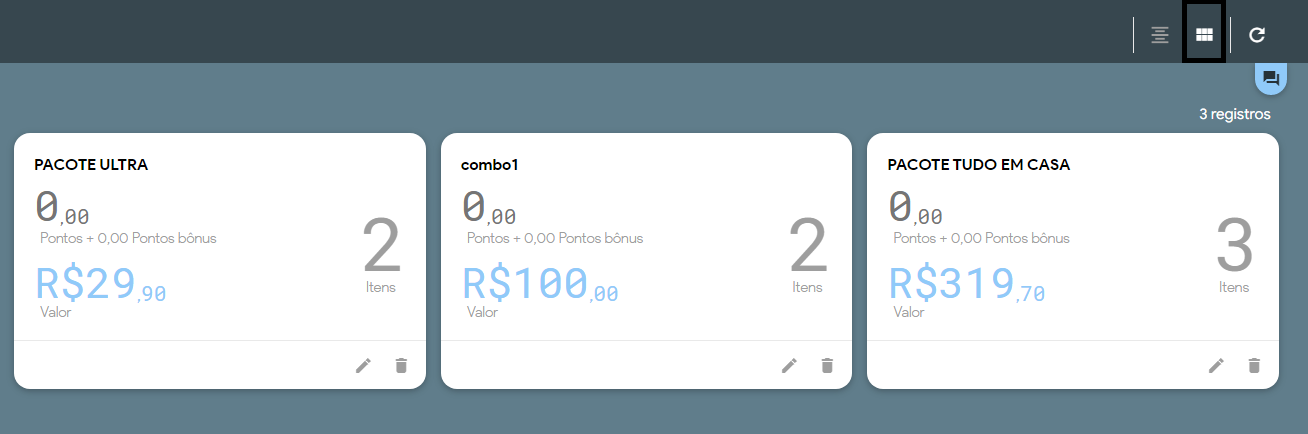 3 registros
PACOTE ULTRA
0,00
Pontos + 0,00 Pontos bônus
2
Itens
R$29,90
Valor
combo1
0,00
Pontos + 0,00 Pontos bônus
2
Itens
R$100,00
Valor
PACOTE TUDO EM CASA
0,00
Pontos + 0,00 Pontos bônus
3
Itens
R$319,70
Valor